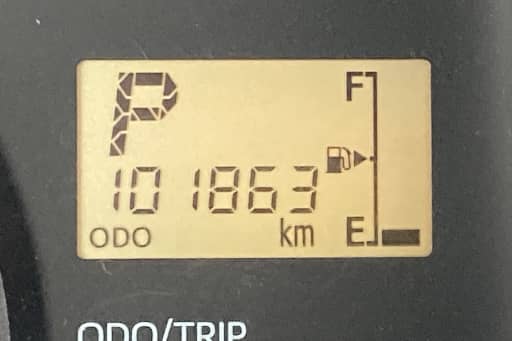 P
F
101863
ODO km E
ODO/TRIP